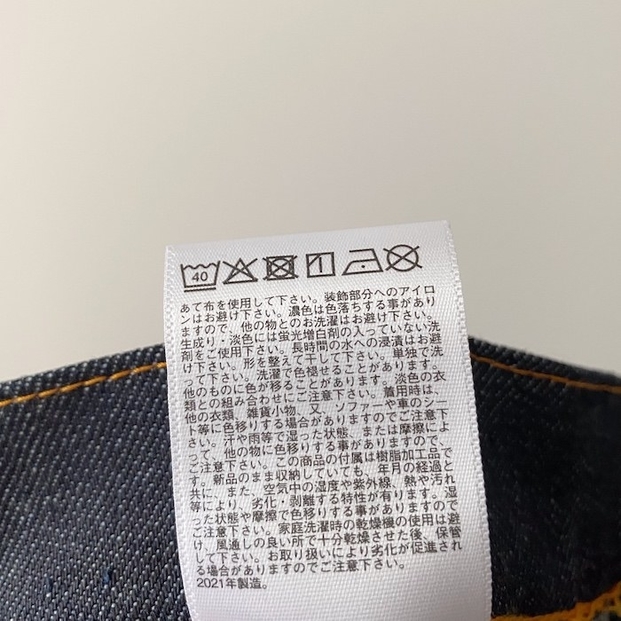 40
あて布を使用して下さい。装飾部分へのアイロ
ンはお避け下さい。濃色は色落ちする事があり
ますので、他の物とのお洗濯はお避け下さい。
生成り・淡色には蛍光増白剤の入っていない洗
剤をご使用下さい。長時間の水への浸漬はお避
け下さい。形を整えて干して下さい。単独で洗
って下さい。洗濯で色褪せることがあります。
他のものに色が移ることがあります。淡色の衣
類との組み合わせにご注意下さい。着用時は、
他の衣類、雑貨小物、又、ソファーや車のシー
ト等に色移りする場合がありますのでご注意下
さい。汗や雨等で湿った状態、または摩擦によ
って、他の物に色移りする事がありますので、
ご注意下さい。この商品の付属は樹脂加工品で
す。新品のまま収納していても、年月の経過と
共に、また、空気中の湿度や紫外線、熱や汚れ
等により、劣化・剥離する特性が有ります。湿
った状態や摩擦で色移りする事がありますので
ご注意下さい。家庭洗濯時の乾燥機の使用は避
け、風通しの良い所で十分乾燥させた後、保管
して下さい。お取り扱いにより劣化が促進され
る場合がありますのでご注意下さい。
2021年製造。